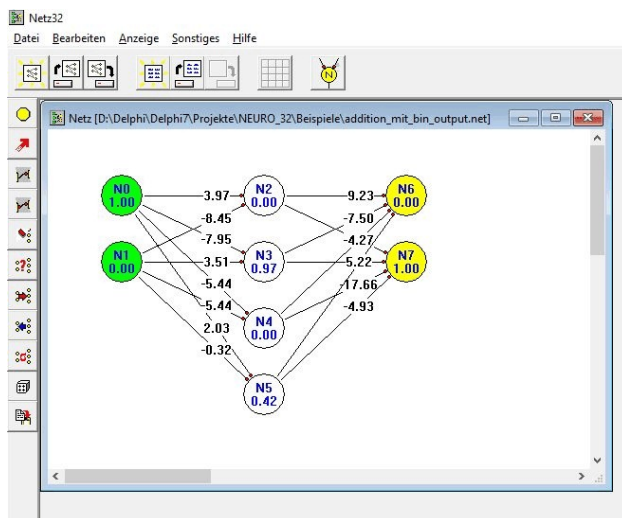 Netz32
Datei Bearbeiten Anzeige Sonstiges Hilfe
Netz [D:\Delphi\Delphi7\Projekte\NEURO_32\Beispiele\addition_mit_bin_output.net]
N0
1.00
3.97
N2
0.00
9.23
N6
0.00
-8.45
-7.50
-7.95
-4.27
N1
0.00
3.51
N3
0.97
5.22
N7
1.00
-5.44
-17.66
-5.44
-4.93
N4
0.00
2.03
-0.32
N5
0.42